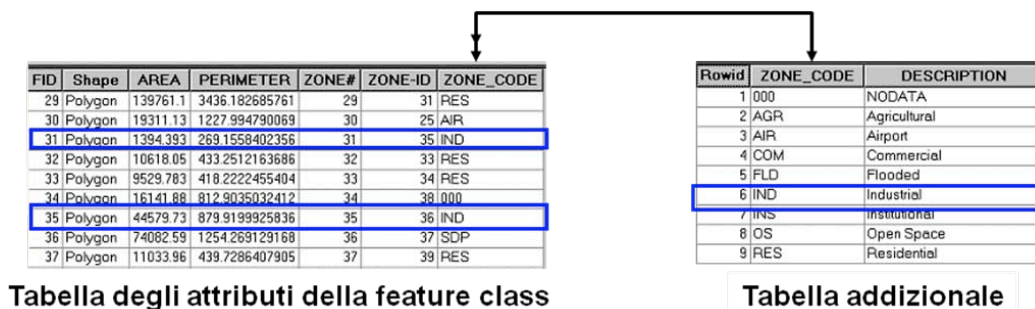 FID Shape AREA PERIMETER ZONE# ZONE-ID ZONE_CODE
29 Polygon 139761.1 3436.182685761 29 31 RES
30 Polygon 19311.13 1227.994790069 30 25 AIR
31 Polygon 1394.393 269.1558402356 31 35 IND
32 Polygon 10618.05 433.2512163686 32 33 RES
33 Polygon 9529.783 418.2222455404 33 34 RES
34 Polygon 16141.88 812.9035032412 34 38 000
35 Polygon 44579.73 879.9199925836 35 36 IND
36 Polygon 74082.59 1254.269129168 36 37 SDP
37 Polygon 11033.96 439.7286407905 37 39 RES
Tabella degli attributi della feature class
Rowid ZONE_CODE DESCRIPTION
1 000 NODATA
2 AGR Agricultural
3 AIR Airport
4 COM Commercial
5 FLD Flooded
6 IND Industrial
7 INS Institutional
8 OS Open Space
9 RES Residential
Tabella addizionale